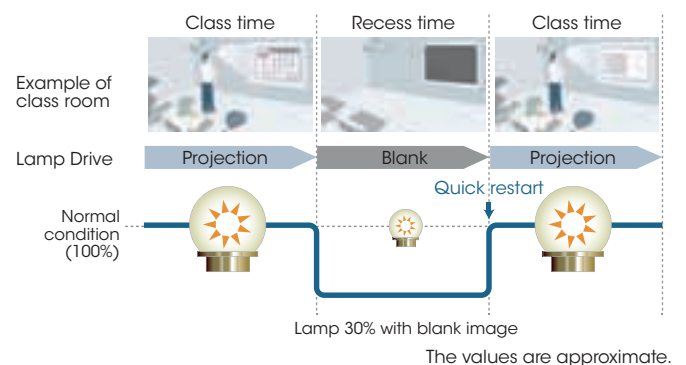 Class time
Recess time
Class time
Example of
class room
Lamp Drive
Projection
Blank
Projection
Quick restart
Normal
condition
(100%)
Lamp 30% with blank image
The values are approximate.